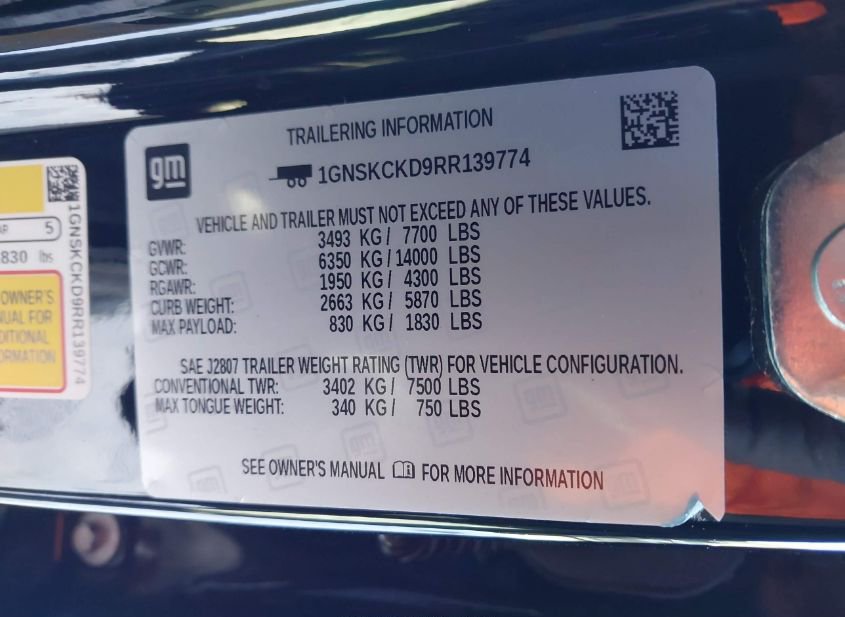 gm
TRAILERING INFORMATION
1GNSKCKD9RR139774
VEHICLE AND TRAILER MUST NOT EXCEED ANY OF THESE VALUES.
GVWR: 3493 KG / 7700 LBS
GCWR: 6350 KG / 14000 LBS
RGAWR: 1950 KG / 4300 LBS
CURB WEIGHT: 2663 KG / 5870 LBS
MAX PAYLOAD: 830 KG / 1830 LBS
SAE J2807 TRAILER WEIGHT RATING (TWR) FOR VEHICLE CONFIGURATION.
CONVENTIONAL TWR: 3402 KG / 7500 LBS
MAX TONGUE WEIGHT: 340 KG / 750 LBS
SEE OWNER'S MANUAL FOR MORE INFORMATION
5
830 lbs
OWNER'S
FOR
1GNSKCKD9RR139774